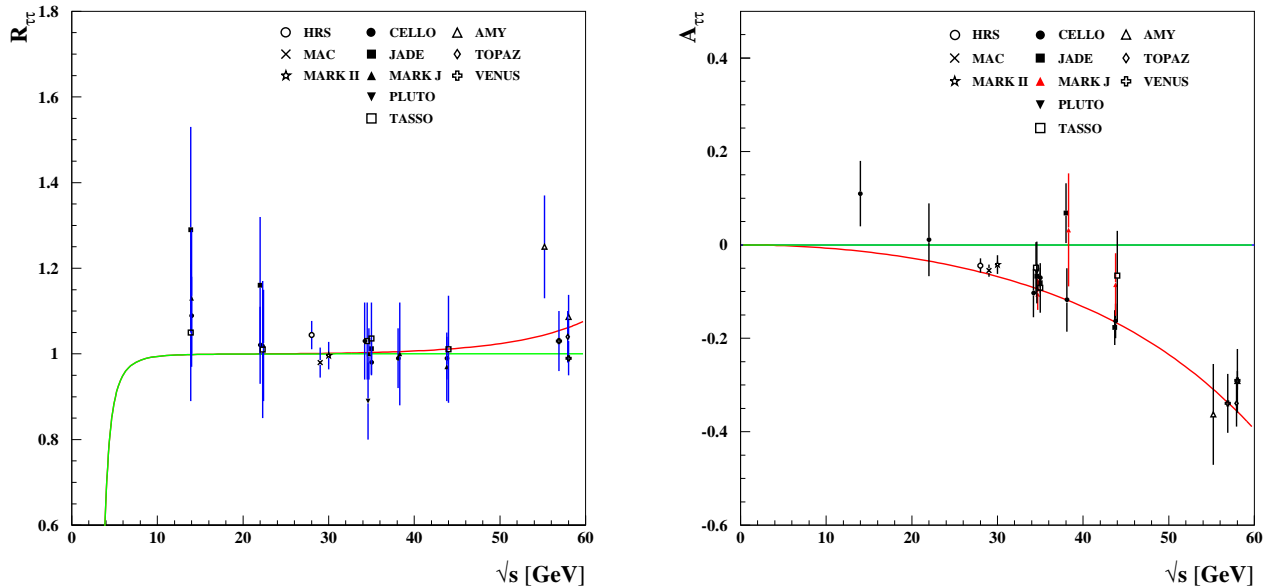 R_ττ
1.8
1.6
1.4
1.2
1
0.8
0.6
HRS CELLO AMY
MAC JADE TOPAZ
MARK II MARK J VENUS
PLUTO
TASSO
0 10 20 30 40 50 60
√s [GeV]
A_ττ
0.4
0.2
0
-0.2
-0.4
-0.6
HRS CELLO AMY
MAC JADE TOPAZ
MARK II MARK J VENUS
PLUTO
TASSO
0 10 20 30 40 50 60
√s [GeV]